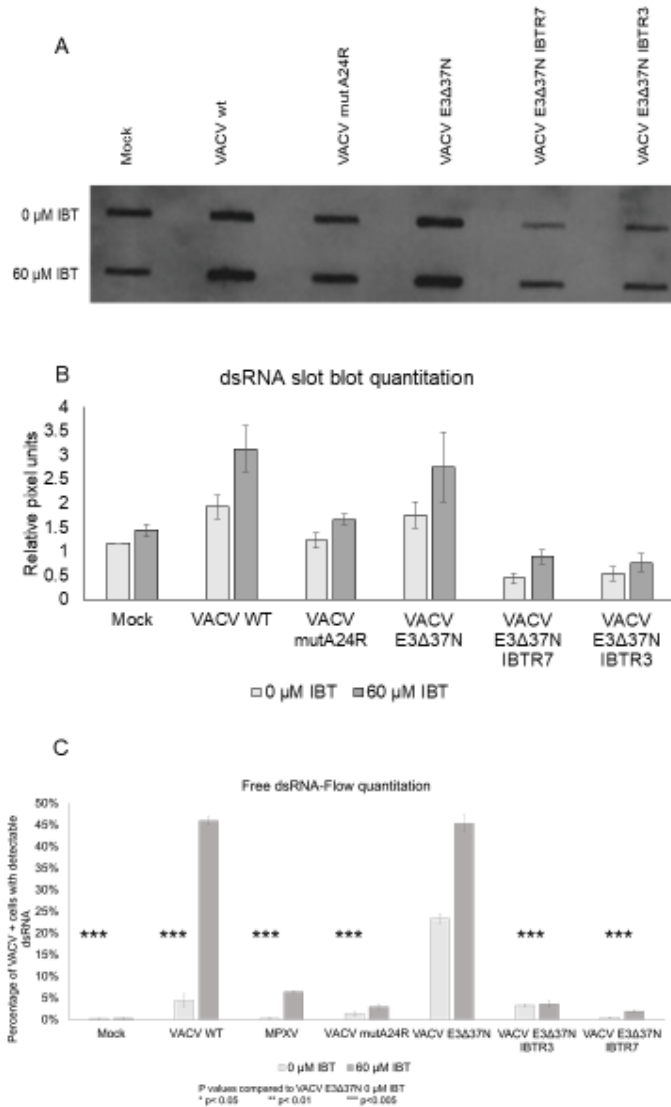 A
Mock
VACV wt
VACV mut A24R
VACV E3Δ37N
VACV E3Δ37N IBTR7
VACV E3Δ37N IBTR3
0 µM IBT
60 µM IBT
B
dsRNA slot blot quantitation
Relative pixel units
4
3.5
3
2.5
2
1.5
1
0.5
0
Mock
VACV WT
VACV mutA24R
VACV E3Δ37N
VACV E3Δ37N IBTR7
VACV E3Δ37N IBTR3
0 µM IBT
60 µM IBT
C
Free dsRNA-Flow quantitation
Percentage of VACV + cells with detectable dsRNA
50%
45%
40%
35%
30%
25%
20%
15%
10%
5%
0%
***
***
***
***
***
***
Mock
VACV WT
MPXV
VACV mutA24R
VACV E3Δ37N
VACV E3Δ37N IBTR3
VACV E3Δ37N IBTR7
0 µM IBT
60 µM IBT
P values compared to VACV E3Δ37N 0 µM IBT
* p<.05 ** p<.01 *** p<0.005